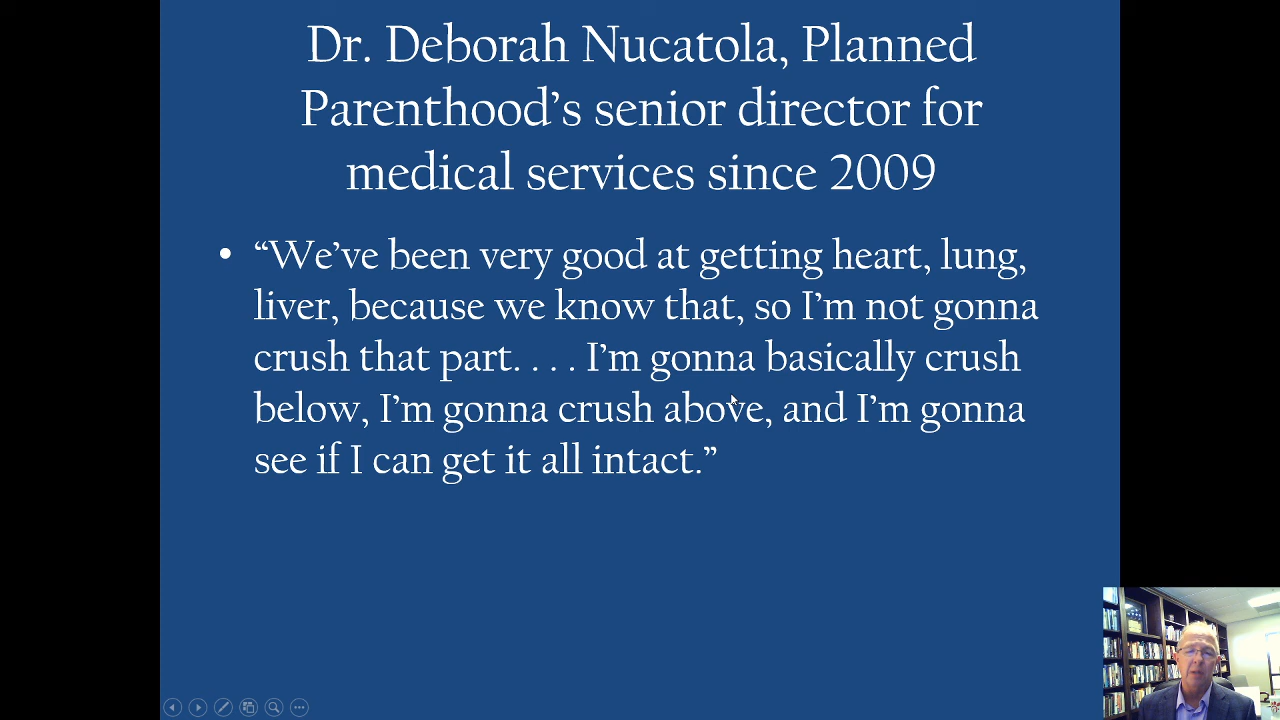 Dr. Deborah Nucatola, Planned
Parenthood’s senior director for
medical services since 2009
• “We’ve been very good at getting heart, lung,
liver, because we know that, so I’m not gonna
crush that part. . . . I’m gonna basically crush
below, I’m gonna crush above, and I’m gonna
see if I can get it all intact.”